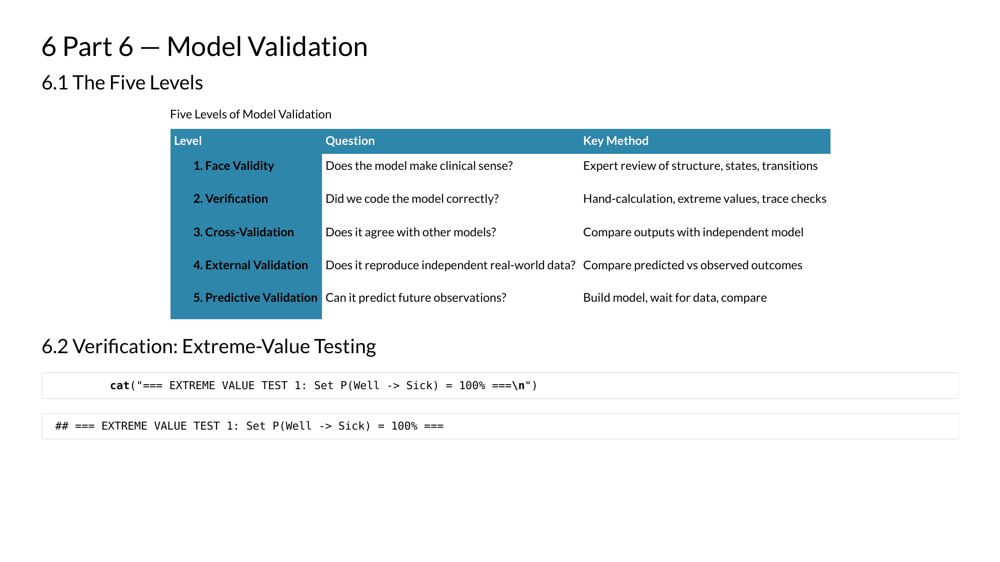 6 Part 6 — Model Validation
6.1 The Five Levels
Five Levels of Model Validation
Level Question Key Method
1. Face Validity Does the model make clinical sense? Expert review of structure, states, transitions
2. Verification Did we code the model correctly? Hand-calculation, extreme values, trace checks
3. Cross-Validation Does it agree with other models? Compare outputs with independent model
4. External Validation Does it reproduce independent real-world data? Compare predicted vs observed outcomes
5. Predictive Validation Can it predict future observations? Build model, wait for data, compare
6.2 Verification: Extreme-Value Testing
cat("=== EXTREME VALUE TEST 1: Set P(Well -> Sick) = 100% ===\n")
## === EXTREME VALUE TEST 1: Set P(Well -> Sick) = 100% ===